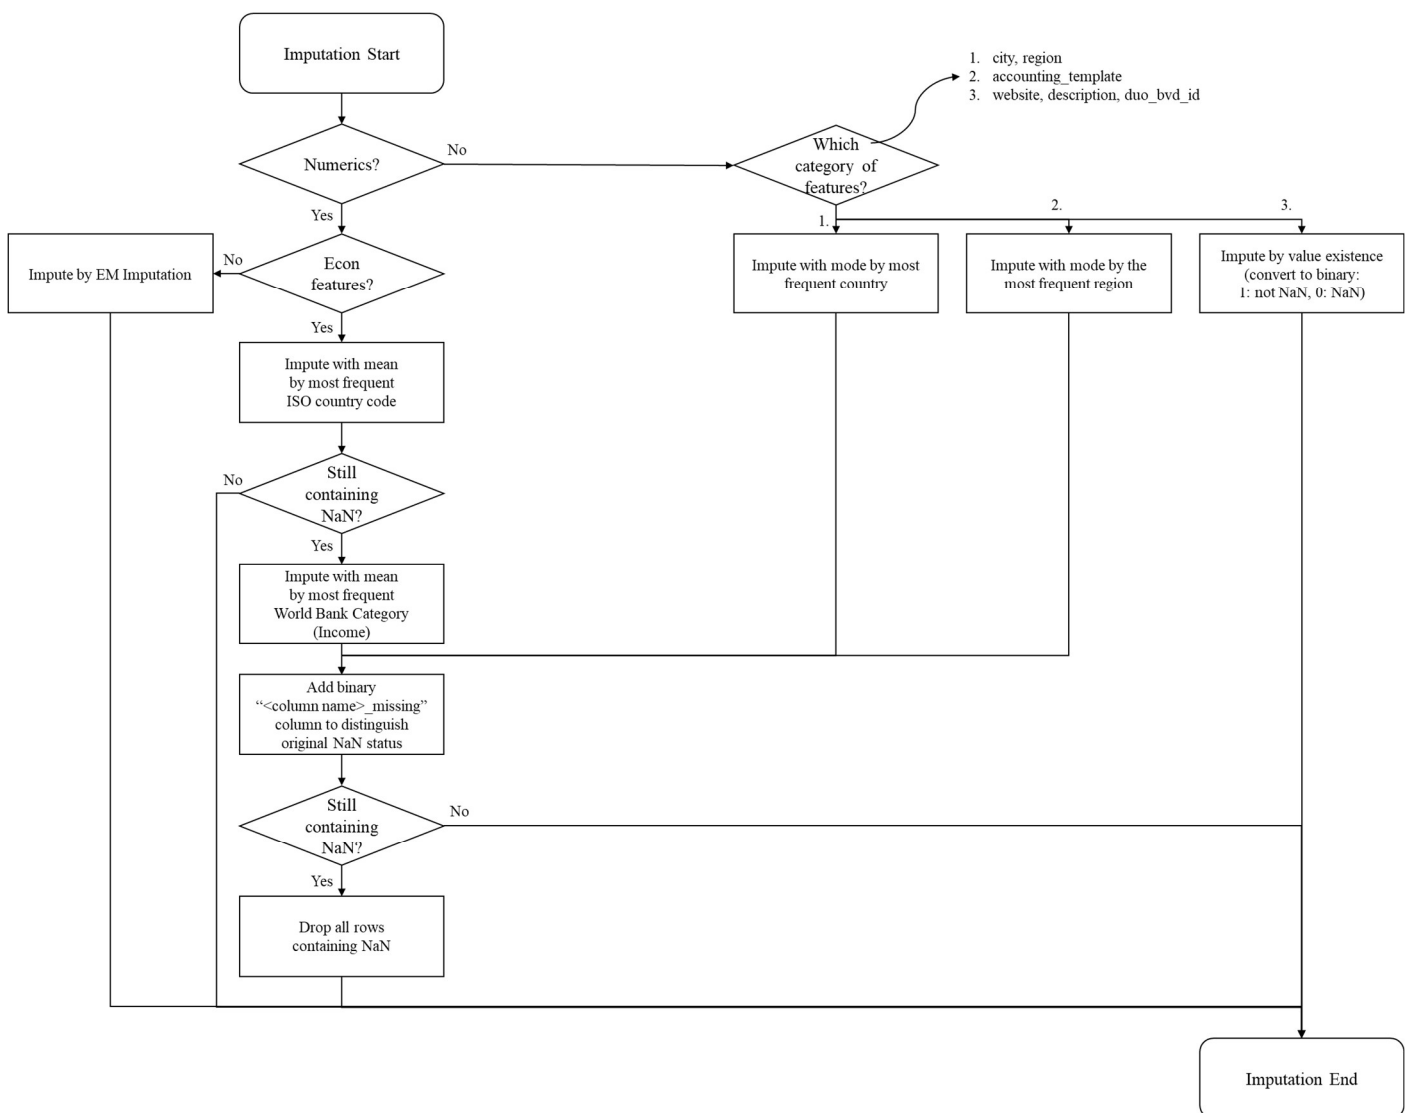 Imputation Start
1. city, region
2. accounting_template
3. website, description, duo_bvd_id
Numerics?
No
Which
category of
features?
Yes
1.
2.
3.
Impute by EM Imputation
No
Econ
features?
Impute with mode by most
frequent country
Impute with mode by the
most frequent region
Impute by value existence
(convert to binary:
1: not NaN, 0: NaN)
Yes
Impute with mean
by most frequent
ISO country code
No
Still
containing
NaN?
Yes
Impute with mean
by most frequent
World Bank Category
(Income)
Add binary
“<column name>_missing”
column to distinguish
original NaN status
Still
containing
NaN?
No
Yes
Drop all rows
containing NaN
Imputation End